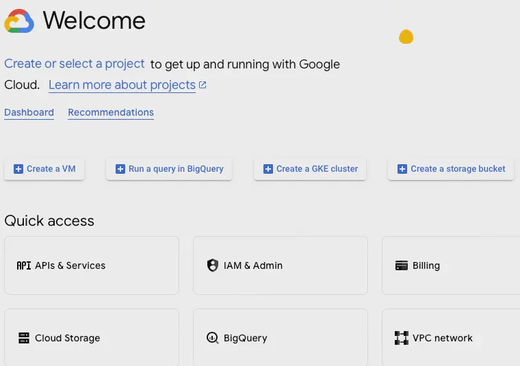 Welcome
Create or select a project to get up and running with Google
Cloud. Learn more about projects
Dashboard Recommendations
Create a VM Run a query in BigQuery Create a GKE cluster Create a storage bucket
Quick access
API APIs & Services IAM & Admin Billing
Cloud Storage BigQuery VPC network